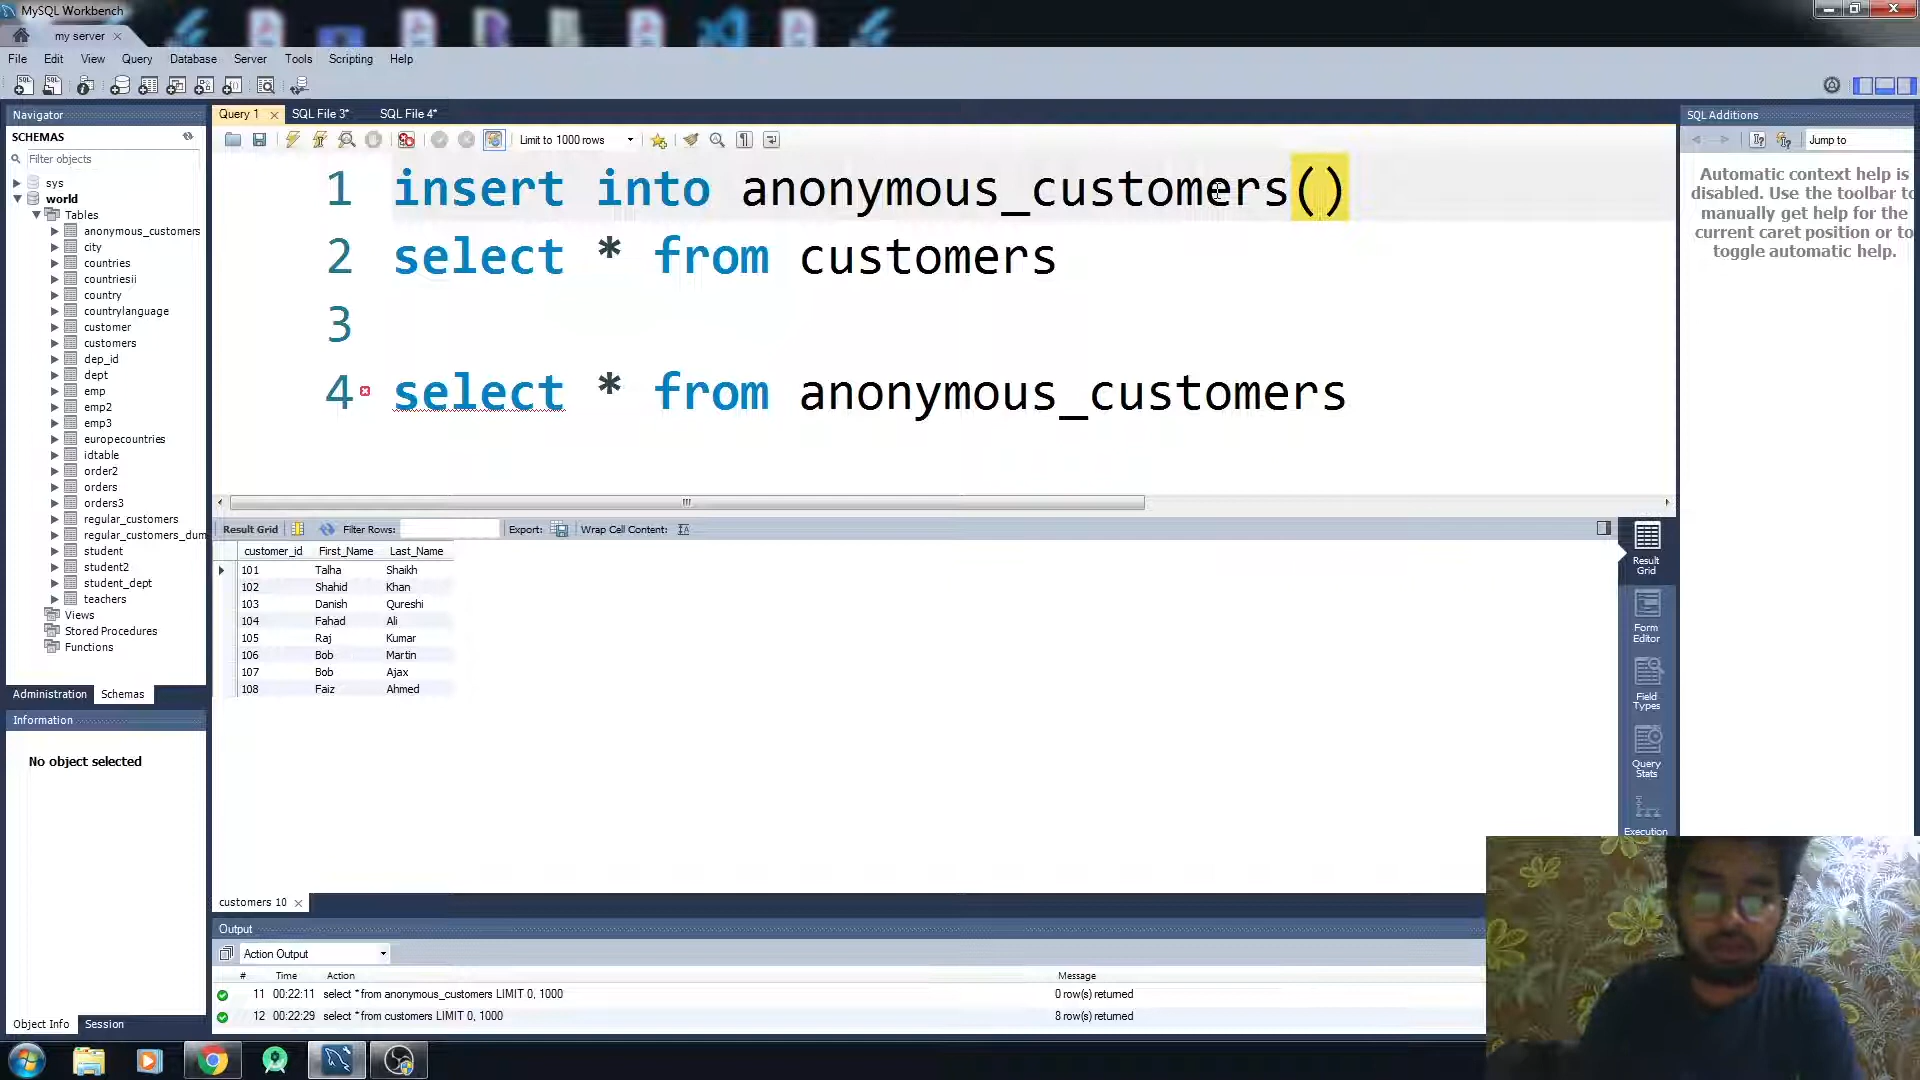 MySQL Workbench
my server
File Edit View Query Database Server Tools Scripting Help
Navigator
SCHEMAS
Filter objects
sys
world
Tables
anonymous_customers
city
countries
countriesii
country
countrylanguage
customer
customers
dep_id
dept
emp
emp2
emp3
europecountries
idtable
order2
orders
orders3
regular_customers
regular_customers_dum
student
student2
student_dept
teachers
Views
Stored Procedures
Functions
Administration Schemas
Information
No object selected
Object Info Session
Query 1 SQL File 3* SQL File 4*
Limit to 1000 rows
1 insert into anonymous_customers()
2 select * from customers
3
4 select * from anonymous_customers
Result Grid Filter Rows: Export: Wrap Cell Content:
customer_id First_Name Last_Name
101 Talha Shaikh
102 Shahid Khan
103 Danish Qureshi
104 Fahad Ali
105 Raj Kumar
106 Bob Martin
107 Bob Ajax
108 Faiz Ahmed
Result
Grid
Form
Editor
Field
Types
Query
Stats
Execution
customers 10
Output
Action Output
# Time Action Message
11 00:22:11 select * from anonymous_customers LIMIT 0, 1000 0 row(s) returned
12 00:22:29 select * from customers LIMIT 0, 1000 8 row(s) returned
SQL Additions
Jump to
Automatic context help is
disabled. Use the toolbar to
manually get help for the
current caret position or to
toggle automatic help.